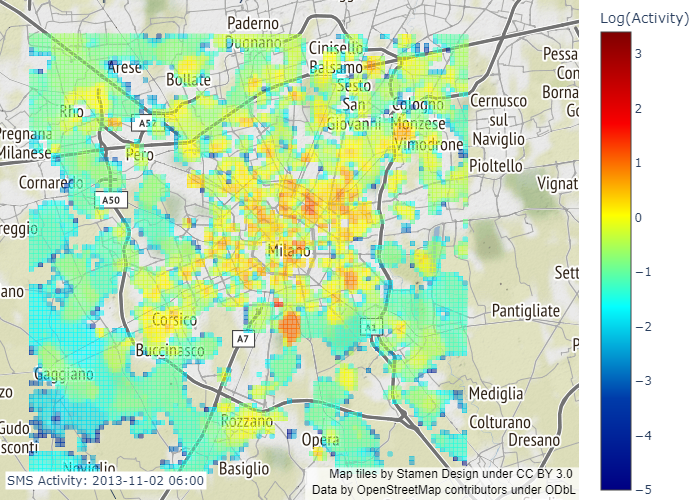 Paderno
Dugnano
Log(Activity)
Cinisello
Balsamo
Arese
Bollate
Sesto
San
Giovanni
Rho
A52
Cologno
Monzese
Cernusco
sul
Naviglio
Pessa
Borna
Pregnana
Milanese
Pero
Vimodrone
Pioltello
Cornaredo
A50
Vignat
reggio
Milano
Sett
ano
Pantigliate
Corsico
A7
A1
Buccinasco
Gaggiano
Mediglia
Rozzano
Colturano
Gudo
sconti
Opera
Dresano
Noviglio
Basiglio
SMS Activity: 2013-11-02 06:00
Map tiles by Stamen Design under CC BY 3.0
Data by OpenStreetMap contributors under ODbL
3
2
1
0
−1
−2
−3
−4
−5